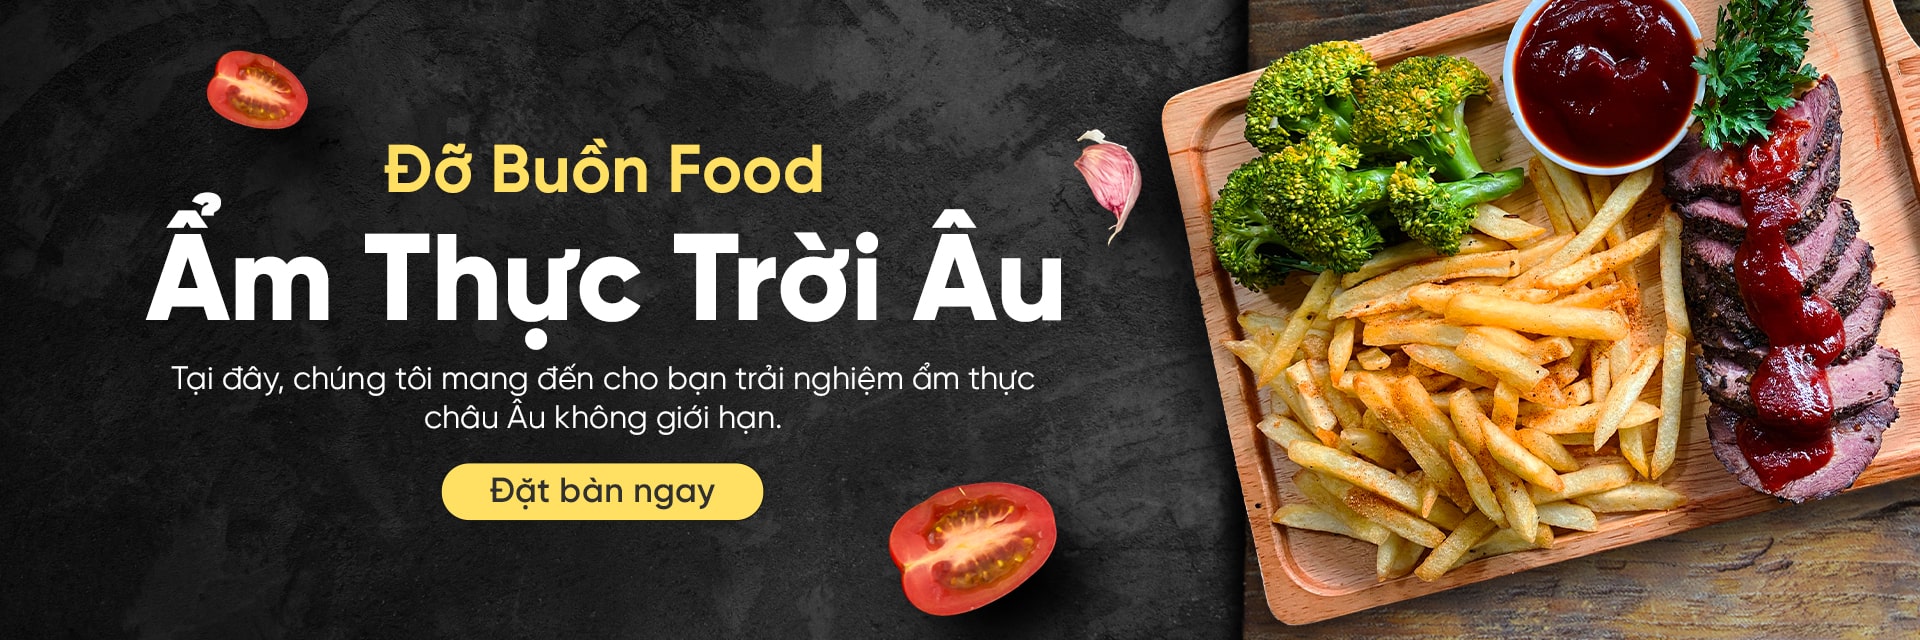 Đỡ Buồn Food
Ẩm Thực Trời Âu
Tại đây, chúng tôi mang đến cho bạn trải nghiệm ẩm thực
châu Âu không giới hạn.
Đặt bàn ngay